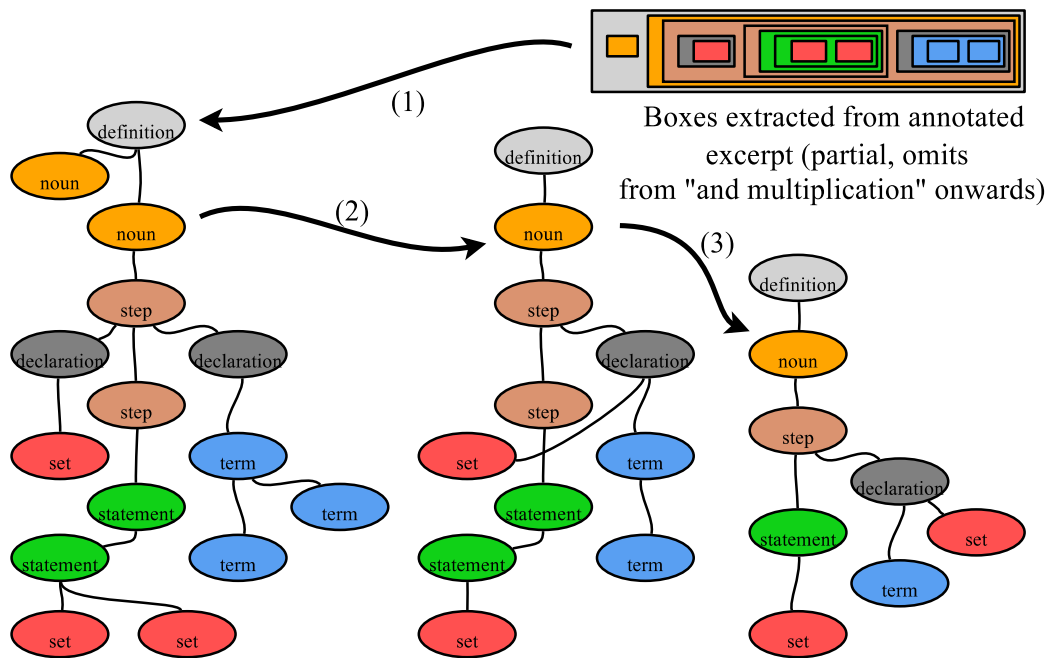 Boxes extracted from annotated
excerpt (partial, omits
from "and multiplication" onwards)
(1)
definition
noun
noun
step
declaration
declaration
step
set
term
term
statement
statement
term
set
set
(2)
definition
noun
step
declaration
step
set
term
statement
statement
term
set
(3)
definition
noun
step
declaration
statement
set
term
set